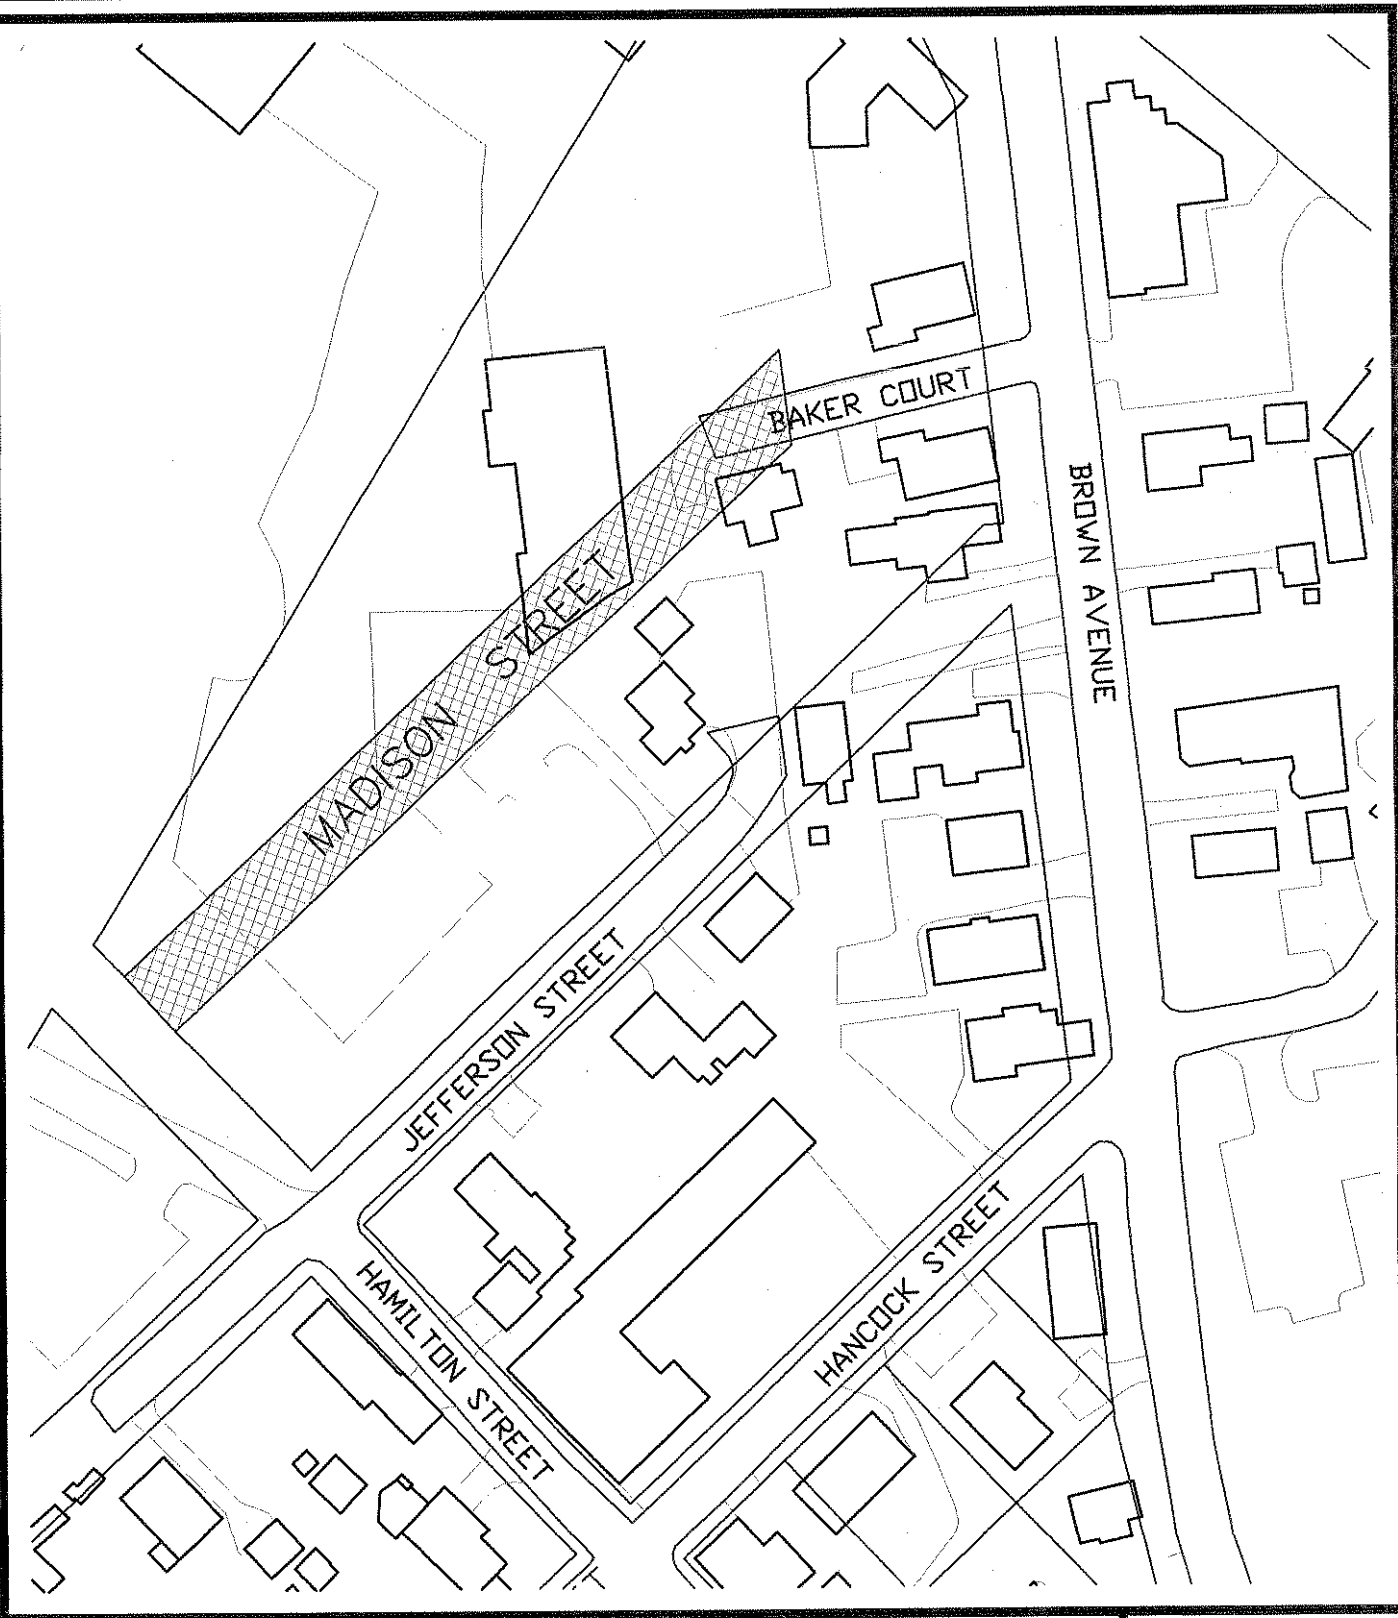 BAKER COURT
BROWN AVENUE
MADISON STREET
JEFFERSON STREET
HANCOCK STREET
HAMILTON STREET